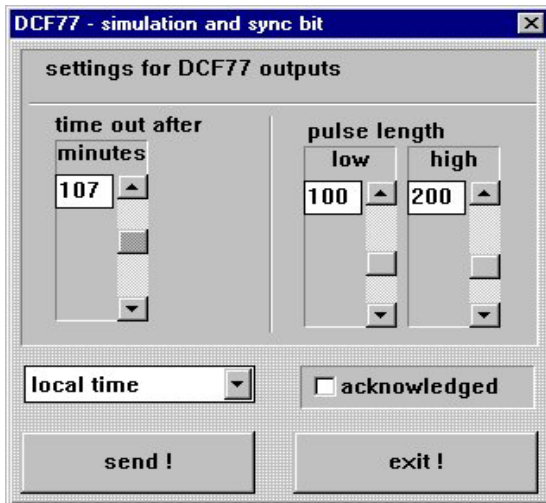 DCF77 - simulation and sync bit
settings for DCF77 outputs
time out after
minutes
107
pulse length
low high
100 200
local time
acknowledged
send !
exit !